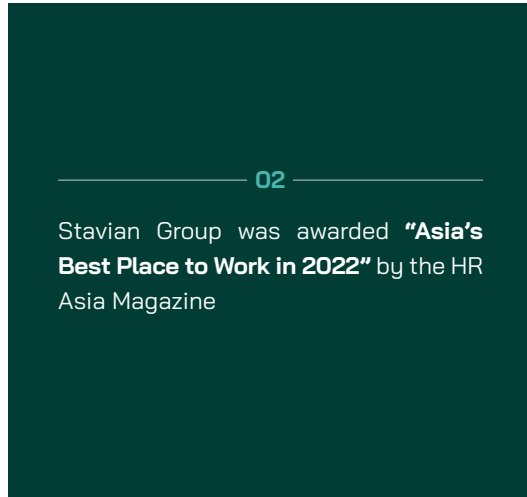 02
Stavian Group was awarded “Asia’s
Best Place to Work in 2022” by the HR
Asia Magazine